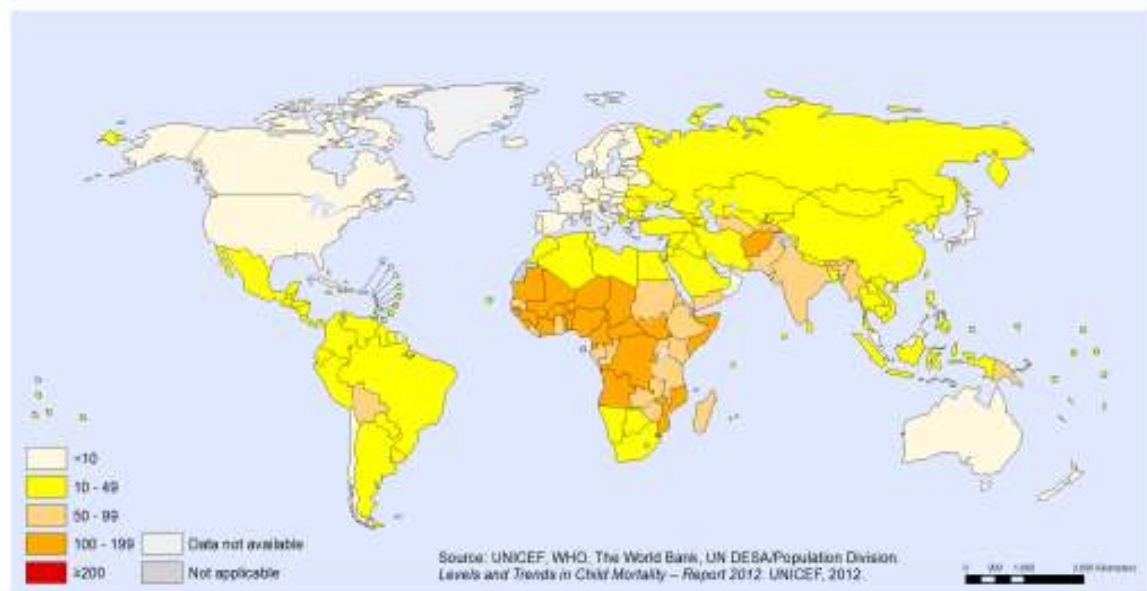 <10
10 - 49
50 - 99
100 - 199
≥200
Data not available
Not applicable
Source: UNICEF, WHO, The World Bank, UN DESA/Population Division.
Levels and Trends in Child Mortality – Report 2012. UNICEF, 2012.
0